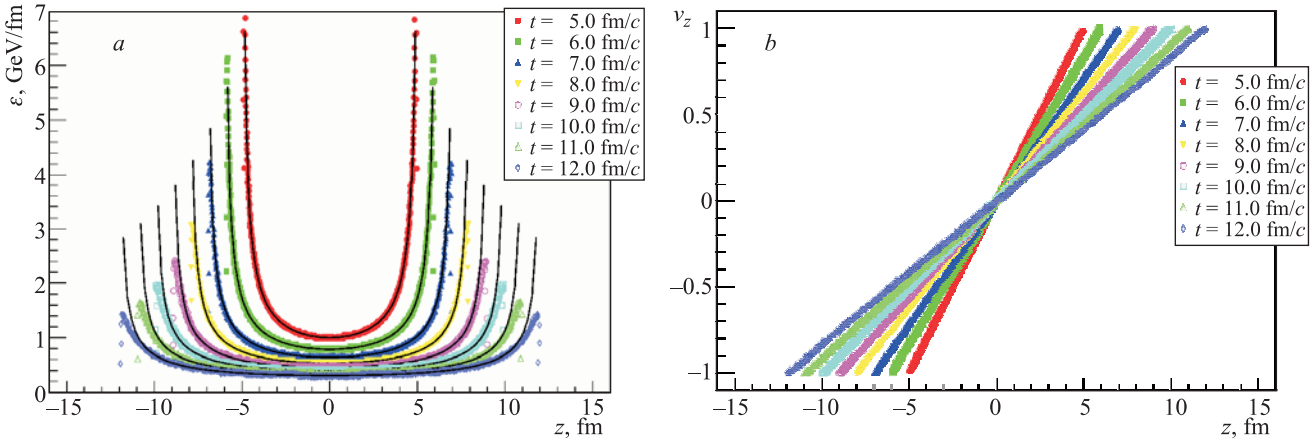 ε, GeV/fm
7
6
5
4
3
2
1
0
a
t = 5.0 fm/c
t = 6.0 fm/c
t = 7.0 fm/c
t = 8.0 fm/c
t = 9.0 fm/c
t = 10.0 fm/c
t = 11.0 fm/c
t = 12.0 fm/c
–15 –10 –5 0 5 10 15
z, fm
v_z
1
0.5
0
–0.5
–1
b
t = 5.0 fm/c
t = 6.0 fm/c
t = 7.0 fm/c
t = 8.0 fm/c
t = 9.0 fm/c
t = 10.0 fm/c
t = 11.0 fm/c
t = 12.0 fm/c
–15 –10 –5 0 5 10 15
z, fm